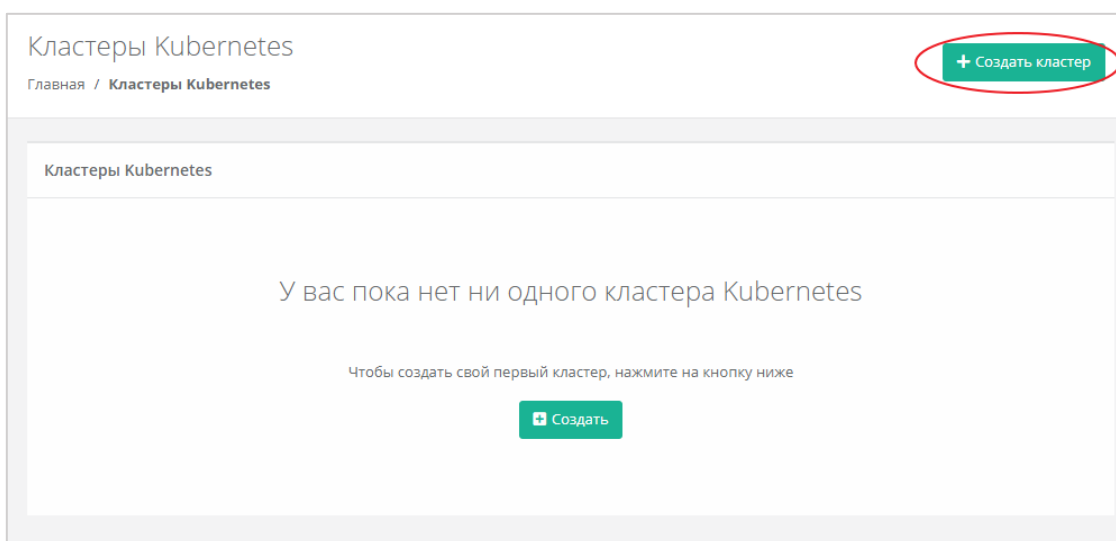 Кластеры Kubernetes
+ Создать кластер
Главная / Кластеры Kubernetes
Кластеры Kubernetes
У вас пока нет ни одного кластера Kubernetes
Чтобы создать свой первый кластер, нажмите на кнопку ниже
Создать